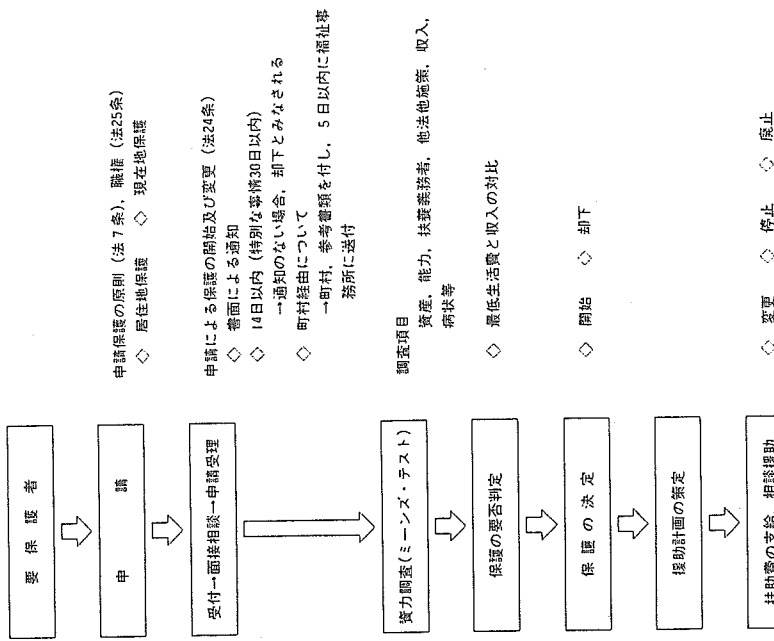 要保護者
申請
申請保護の原則（法７条），職権（法25条）
◇ 居住地保護　◇ 現在地保護
受付→面接相談→申請受理
申請による保護の開始及び変更（法24条）
◇ 書面による通知
◇ 14日以内（特別な事情30日以内）
→通知のない場合，却下とみなされる
◇ 町村経由について
→町村，参考書類を付し，５日以内に福祉事
務所に送付
資力調査（ミーンズ・テスト）
調査項目
資産，能力，扶養義務者，他法他施策，収入，
病状等
保護の要否判定
◇ 最低生活費と収入の対比
保護の決定
◇ 開始　◇ 却下
援助計画の策定
扶助費の支給，相談援助
◇ 変更　◇ 停止　◇ 廃止